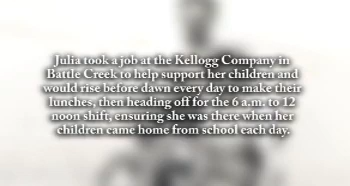 Julia took a job at the Kellogg Company in
Battle Creek to help support her children and
would rise before dawn every day to make their
lunches, then heading off for the 6 a.m. to 12
noon shift, ensuring she was there when her
children came home from school each day.